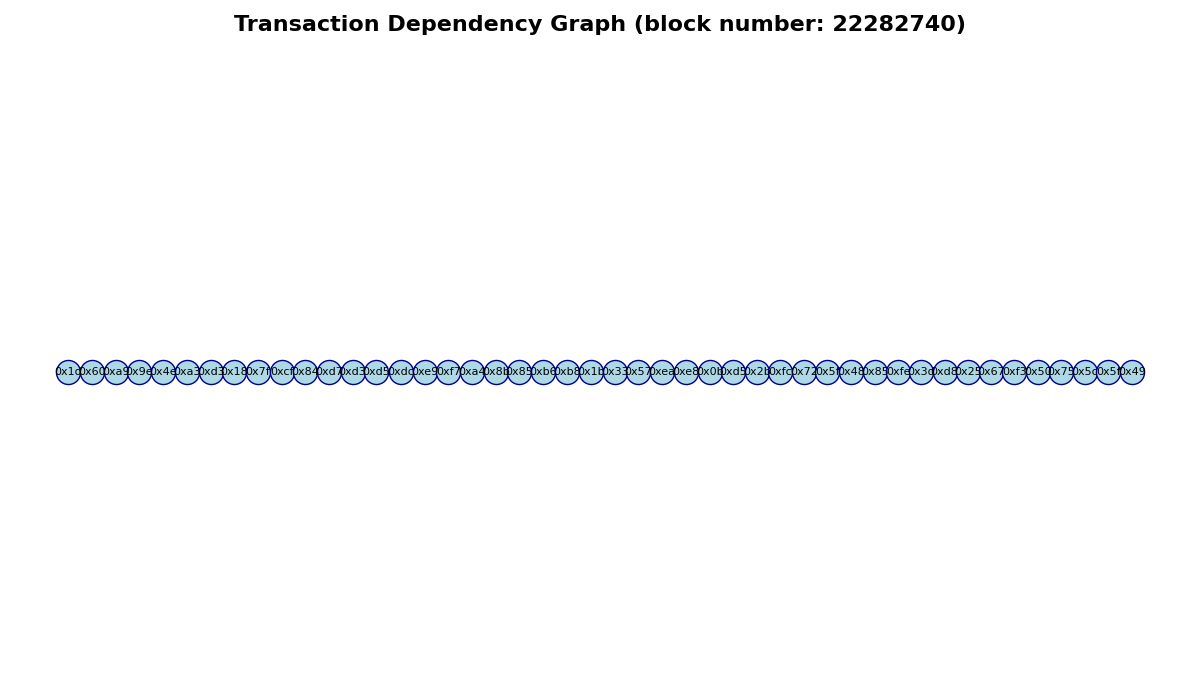 Transaction Dependency Graph (block number: 22282740)
0x1c 0x60 0xa9 0x9e 0x4e 0xa3 0xd3 0x18 0x7f 0xcf 0x84 0xd7 0xd3 0xd5 0xdc 0xe9 0xf7 0xa4 0x8b 0x85 0xb6 0xb8 0x1b 0x33 0x57 0xea 0xe8 0x0b 0xd5 0x2b 0xfc 0x72 0x5f 0x48 0x85 0xfe 0x3c 0xd8 0x25 0x67 0xf3 0x50 0x75 0x5c 0x5f 0x49